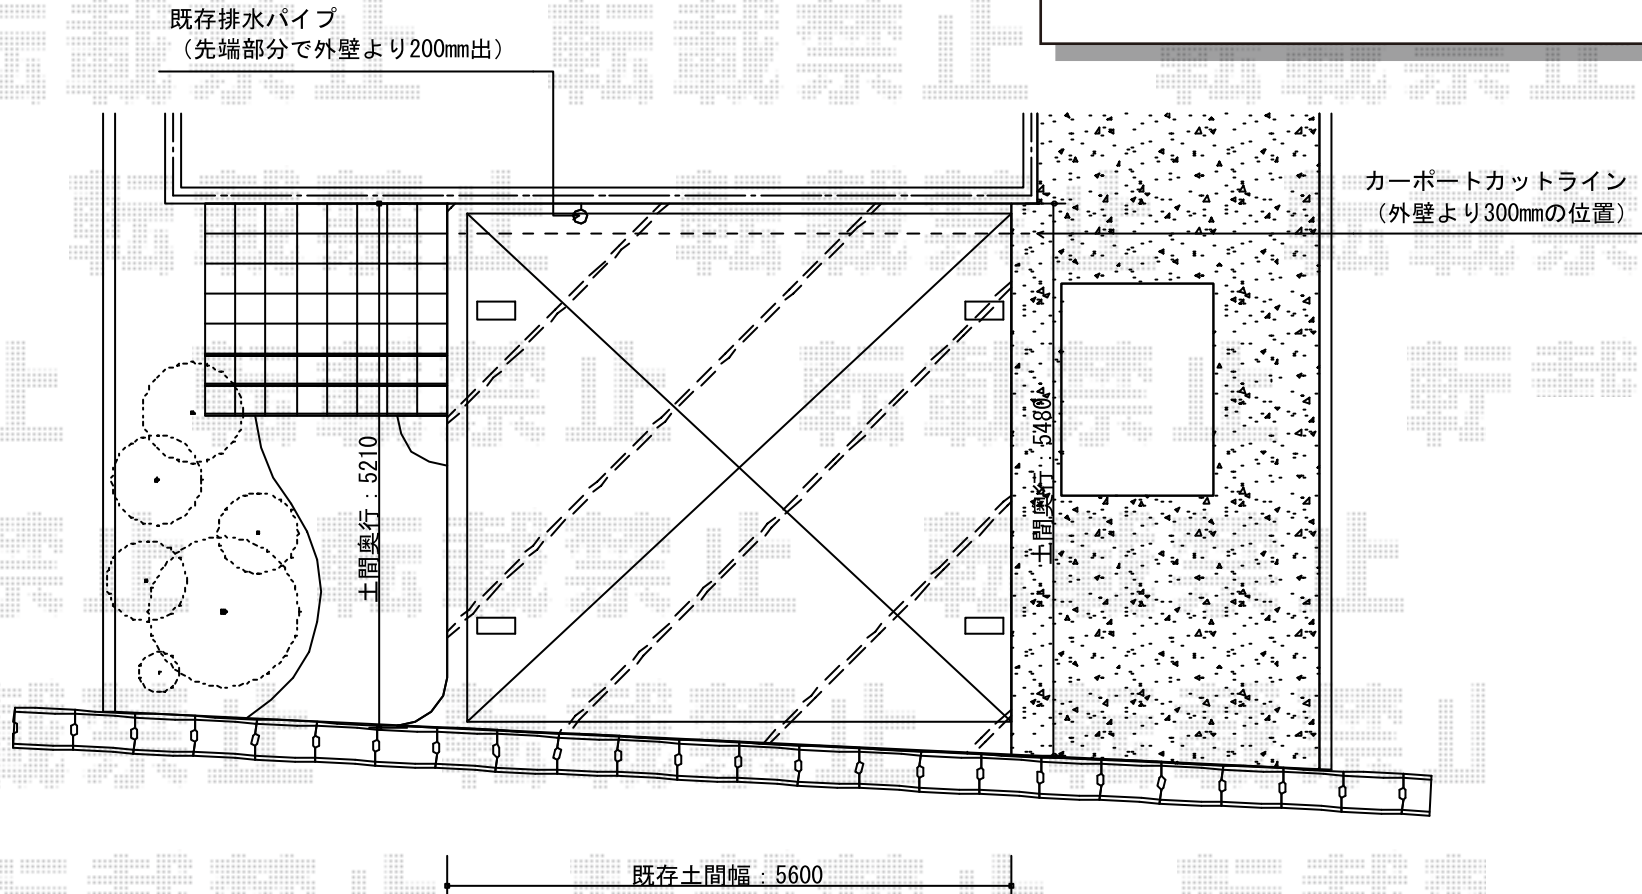 既存排水パイプ
（先端部分で外壁より200mm出）
カーポートカットライン
（外壁より300mmの位置）
土間奥行：5210
土間奥行：5480
既存土間幅：5600